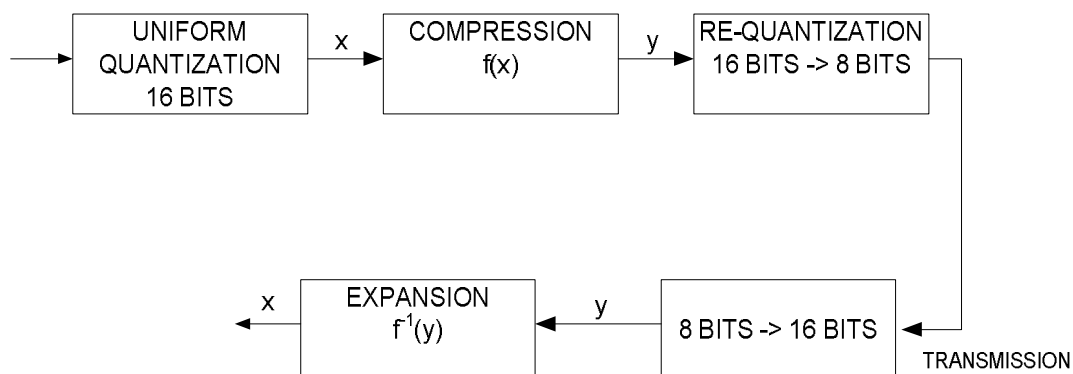 UNIFORM
QUANTIZATION
16 BITS
x
COMPRESSION
f(x)
y
RE-QUANTIZATION
16 BITS -> 8 BITS
x
EXPANSION
f⁻¹(y)
y
8 BITS -> 16 BITS
TRANSMISSION